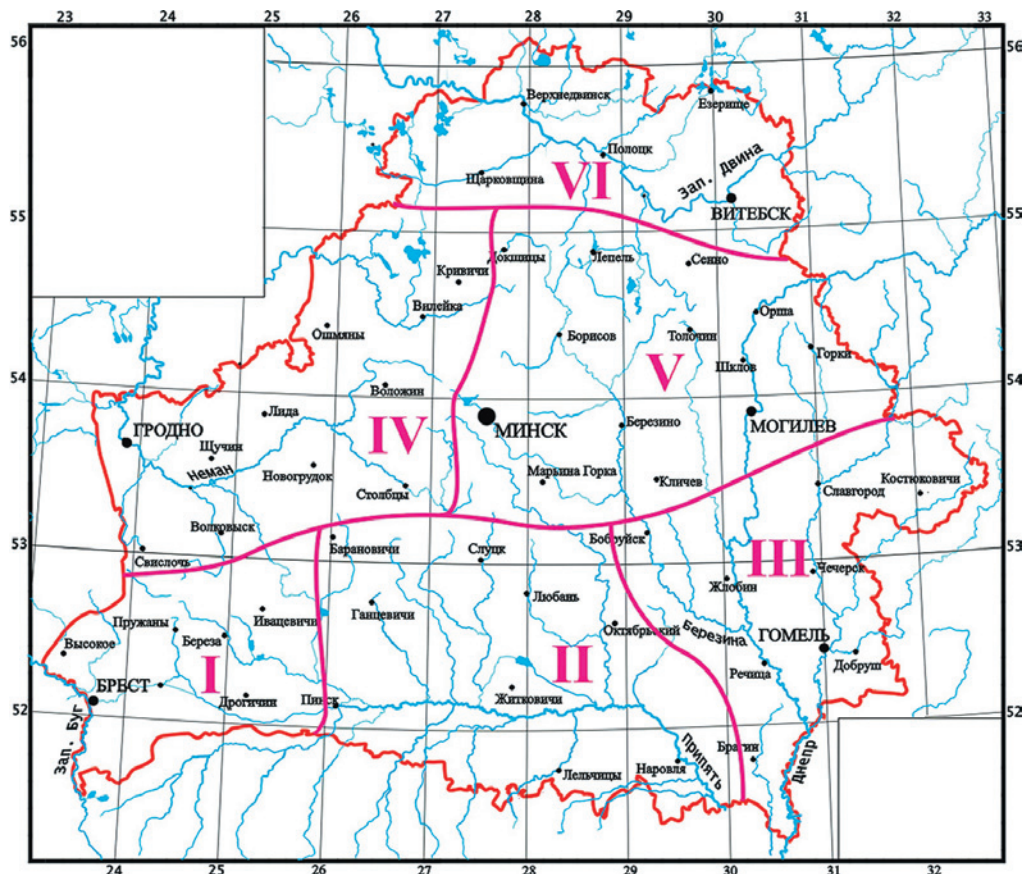 23 24 25 26 27 28 29 30 31 32 33
56 56
Верхнедвинск
Езерище
Полоцк
Шарковщина
VI
Зап. Двина
ВИТЕБСК
55 55
Докшицы
Лепель
Сенно
Кривичи
Вилейка
Орша
Ошмяны
Борисов
Толочин
Горки
Шклов
V
54 54
Воложин
Лида
ГРОДНО
IV
МИНСК
Березино
МОГИЛЕВ
Щучин
Неман
Новогрудок
Марьина Горка
Столбцы
Кличев
Славгород
Костюковичи
Волковыск
53 53
Свислочь
Барановичи
Слуцк
Бобруйск
III
Жлобин
Чечерск
Ивацевичи
Ганцевичи
Любань
Пружаны
Береза
Октябрьский
Березина
ГОМЕЛЬ
Высокое
I
II
Речица
Добруш
БРЕСТ
Дрогичин
Пинск
Житковичи
52 52
Зап. Буг
Припять
Брагин
Днепр
Лельчицы
Наровля
24 25 26 27 28 29 30 31 32